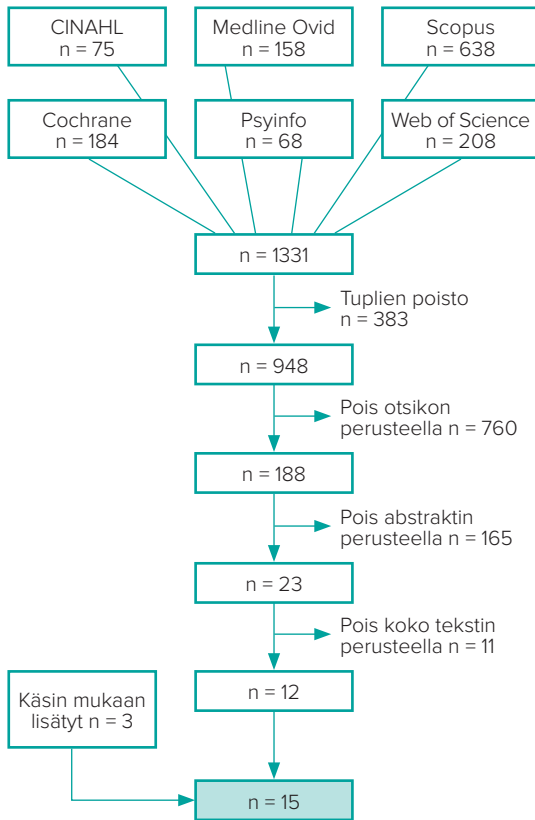 CINAHL
n = 75
Medline Ovid
n = 158
Scopus
n = 638
Cochrane
n = 184
Psyinfo
n = 68
Web of Science
n = 208
n = 1331
Tuplien poisto
n = 383
n = 948
Pois otsikon
perusteella n = 760
n = 188
Pois abstraktin
perusteella n = 165
n = 23
Pois koko tekstin
perusteella n = 11
n = 12
Käsin mukaan
lisätyt n = 3
n = 15